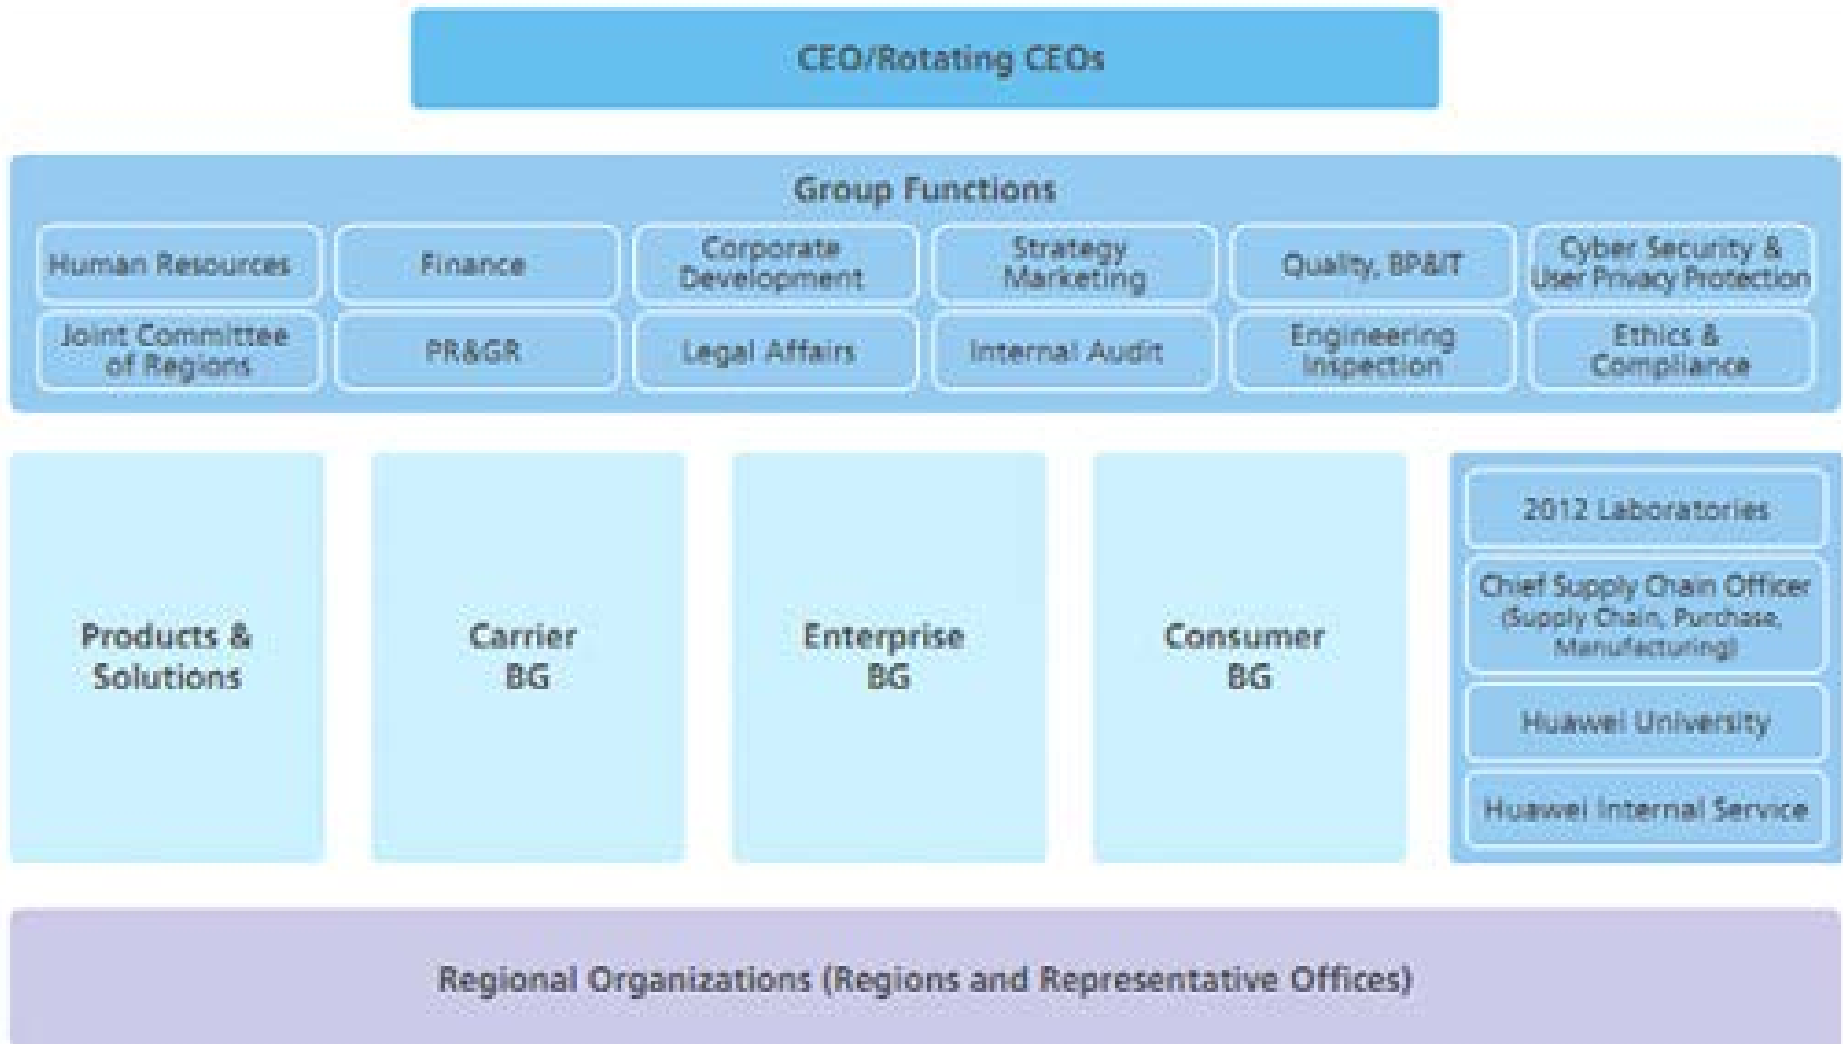 CEO/Rotating CEOs
Group Functions
Human Resources
Finance
Corporate
Development
Strategy
Marketing
Quality, BP&IT
Cyber Security &
User Privacy Protection
Joint Committee
of Regions
PR&GR
Legal Affairs
Internal Audit
Engineering
Inspection
Ethics &
Compliance
Products &
Solutions
Carrier
BG
Enterprise
BG
Consumer
BG
2012 Laboratories
Chief Supply Chain Officer
(Supply Chain, Purchase,
Manufacturing)
Huawei University
Huawei Internal Service
Regional Organizations (Regions and Representative Offices)